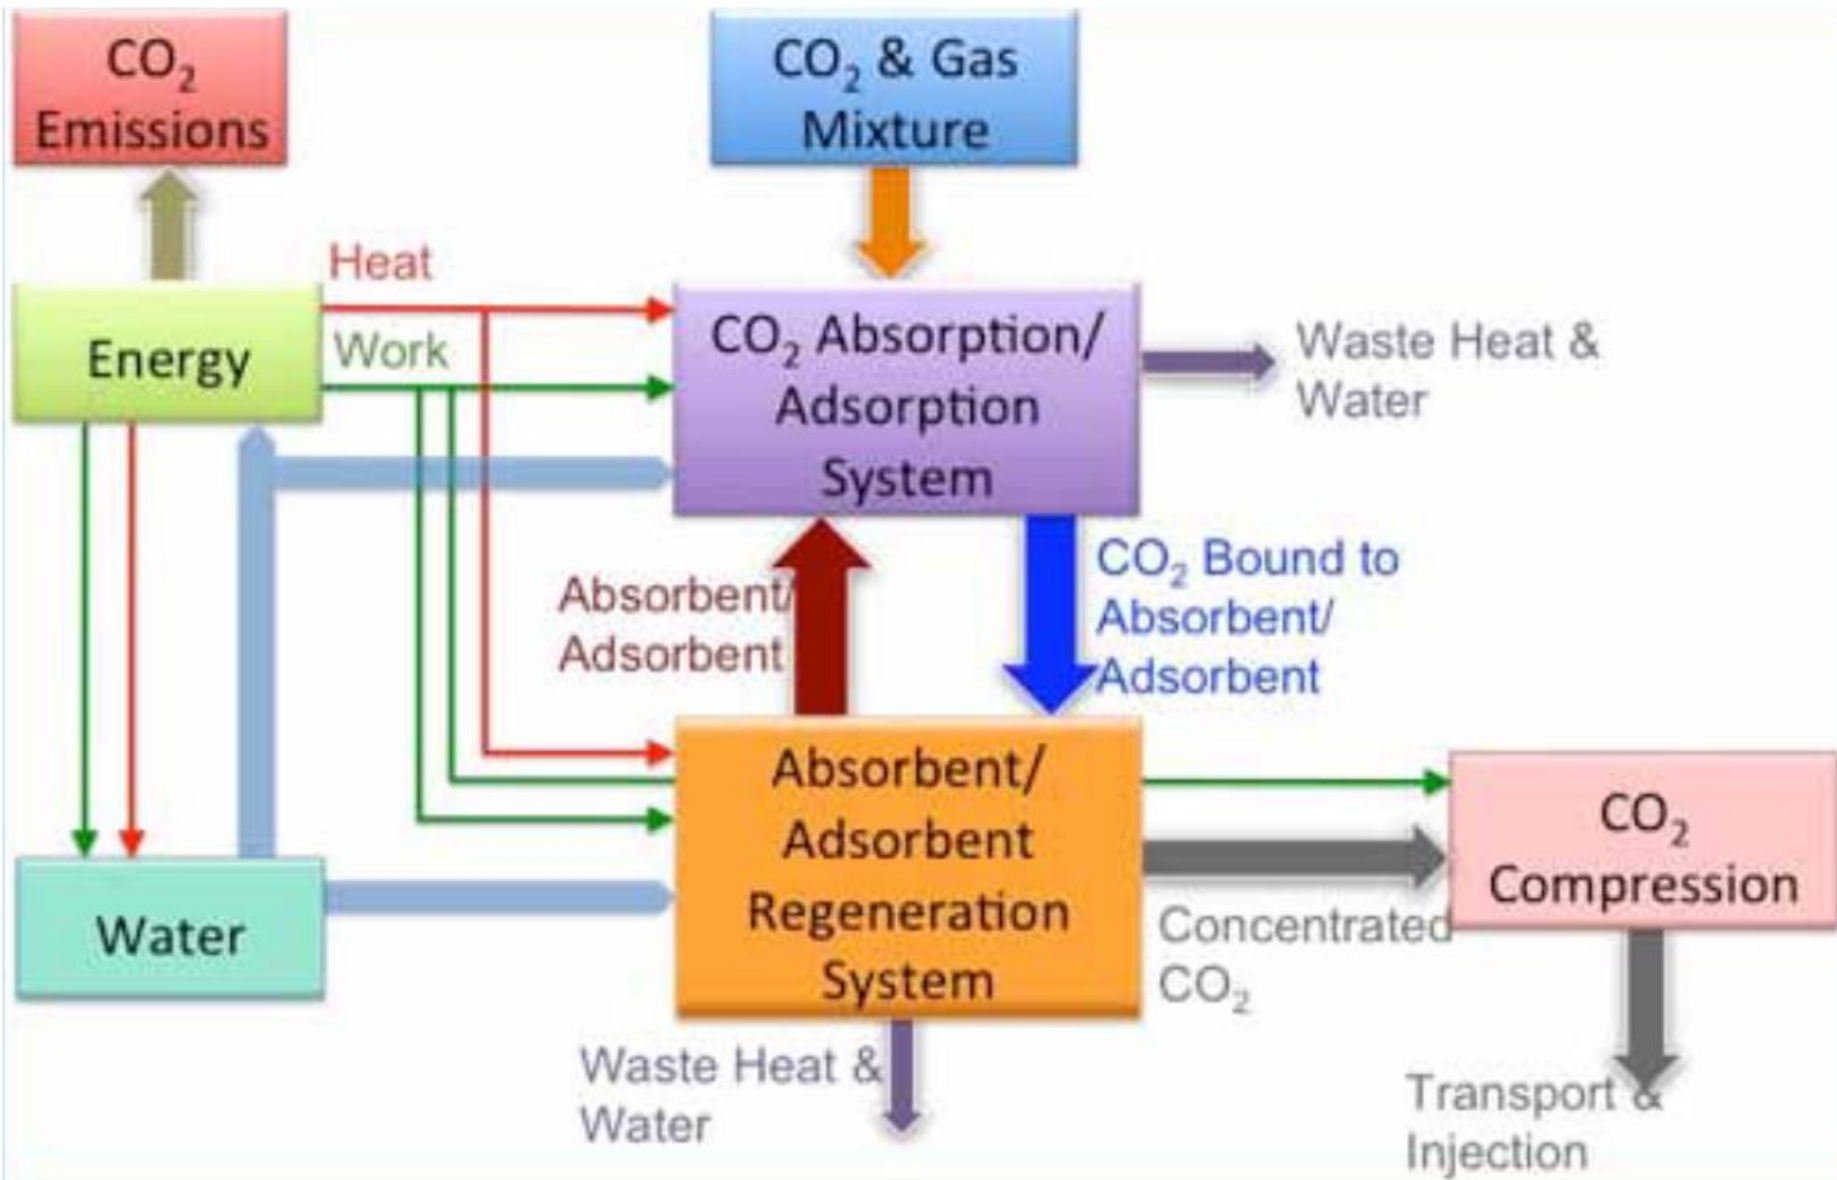 CO₂
Emissions
CO₂ & Gas
Mixture
Heat
Energy
Work
CO₂ Absorption/
Adsorption
System
Waste Heat &
Water
Absorbent/
Adsorbent
CO₂ Bound to
Absorbent/
Adsorbent
Water
Absorbent/
Adsorbent
Regeneration
System
CO₂
Compression
Concentrated
CO₂
Waste Heat &
Water
Transport &
Injection